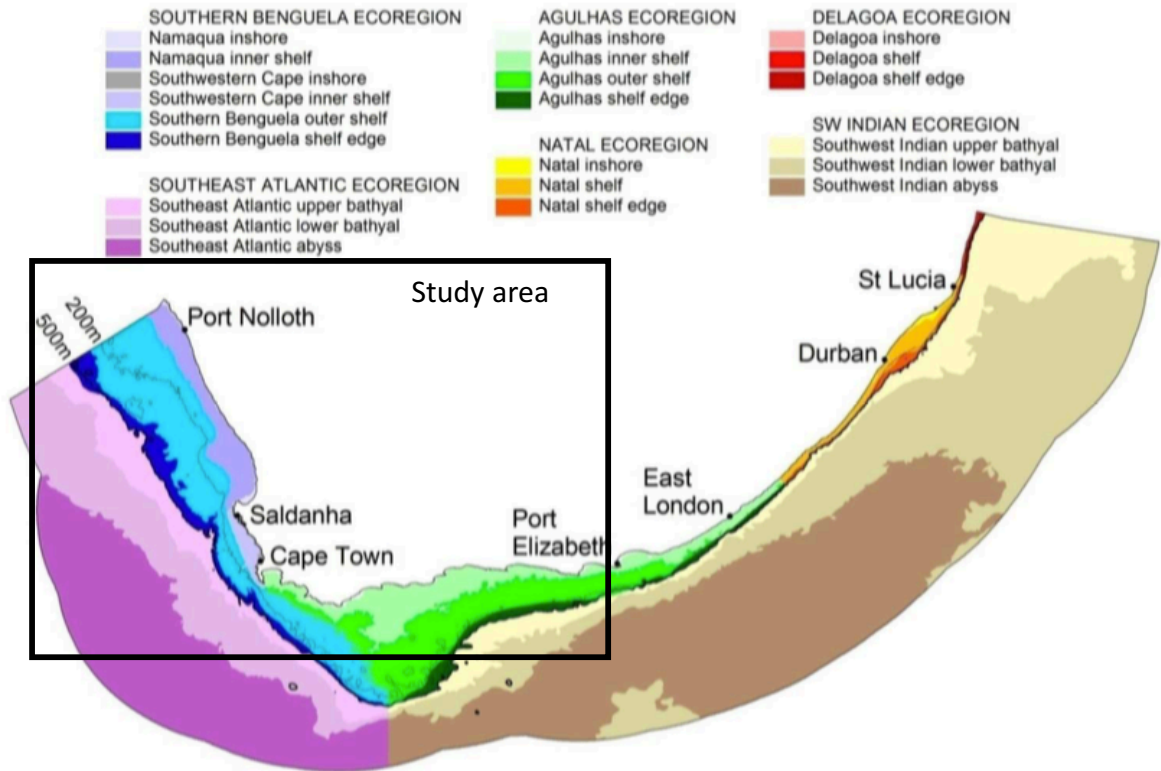 SOUTHERN BENGUELA ECOREGION
Namaqua inshore
Namaqua inner shelf
Southwestern Cape inshore
Southwestern Cape inner shelf
Southern Benguela outer shelf
Southern Benguela shelf edge
SOUTHEAST ATLANTIC ECOREGION
Southeast Atlantic upper bathyal
Southeast Atlantic lower bathyal
Southeast Atlantic abyss
AGULHAS ECOREGION
Agulhas inshore
Agulhas inner shelf
Agulhas outer shelf
Agulhas shelf edge
NATAL ECOREGION
Natal inshore
Natal shelf
Natal shelf edge
DELAGOA ECOREGION
Delagoa inshore
Delagoa shelf
Delagoa shelf edge
SW INDIAN ECOREGION
Southwest Indian upper bathyal
Southwest Indian lower bathyal
Southwest Indian abyss
Study area
200m
500m
Port Nolloth
St Lucia
Durban
Saldanha
Cape Town
Port
Elizabeth
East
London